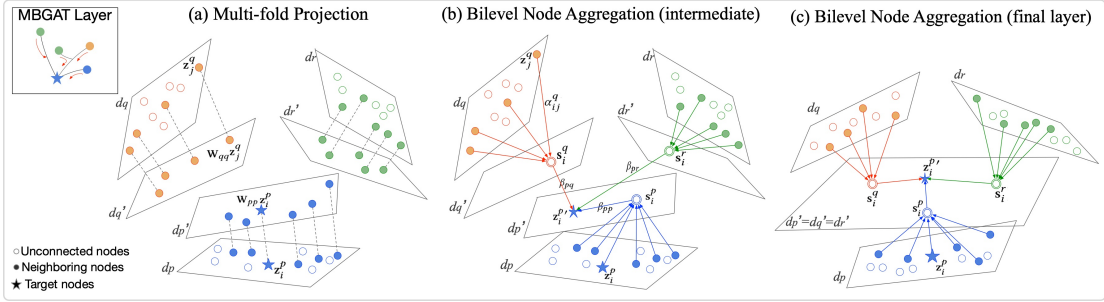 MBGAT Layer
(a) Multi-fold Projection
(b) Bilevel Node Aggregation (intermediate)
(c) Bilevel Node Aggregation (final layer)
z_j^q
dq
W_qq z_j^q
dq'
dr
dr'
W_pp z_i^p
dp'
dp
z_i^p
Unconnected nodes
Neighboring nodes
Target nodes
z_j^q
dq
α_ij^q
s_i^q
dq'
dr
dr'
s_i^r
β_pq
β_pr
β_pp
z_i^p'
s_i^p
dp'
dp
z_i^p
dq
dr
z_i^p'
s_i^q
s_i^r
s_i^p
dp'=dq'=dr'
dp
z_i^p